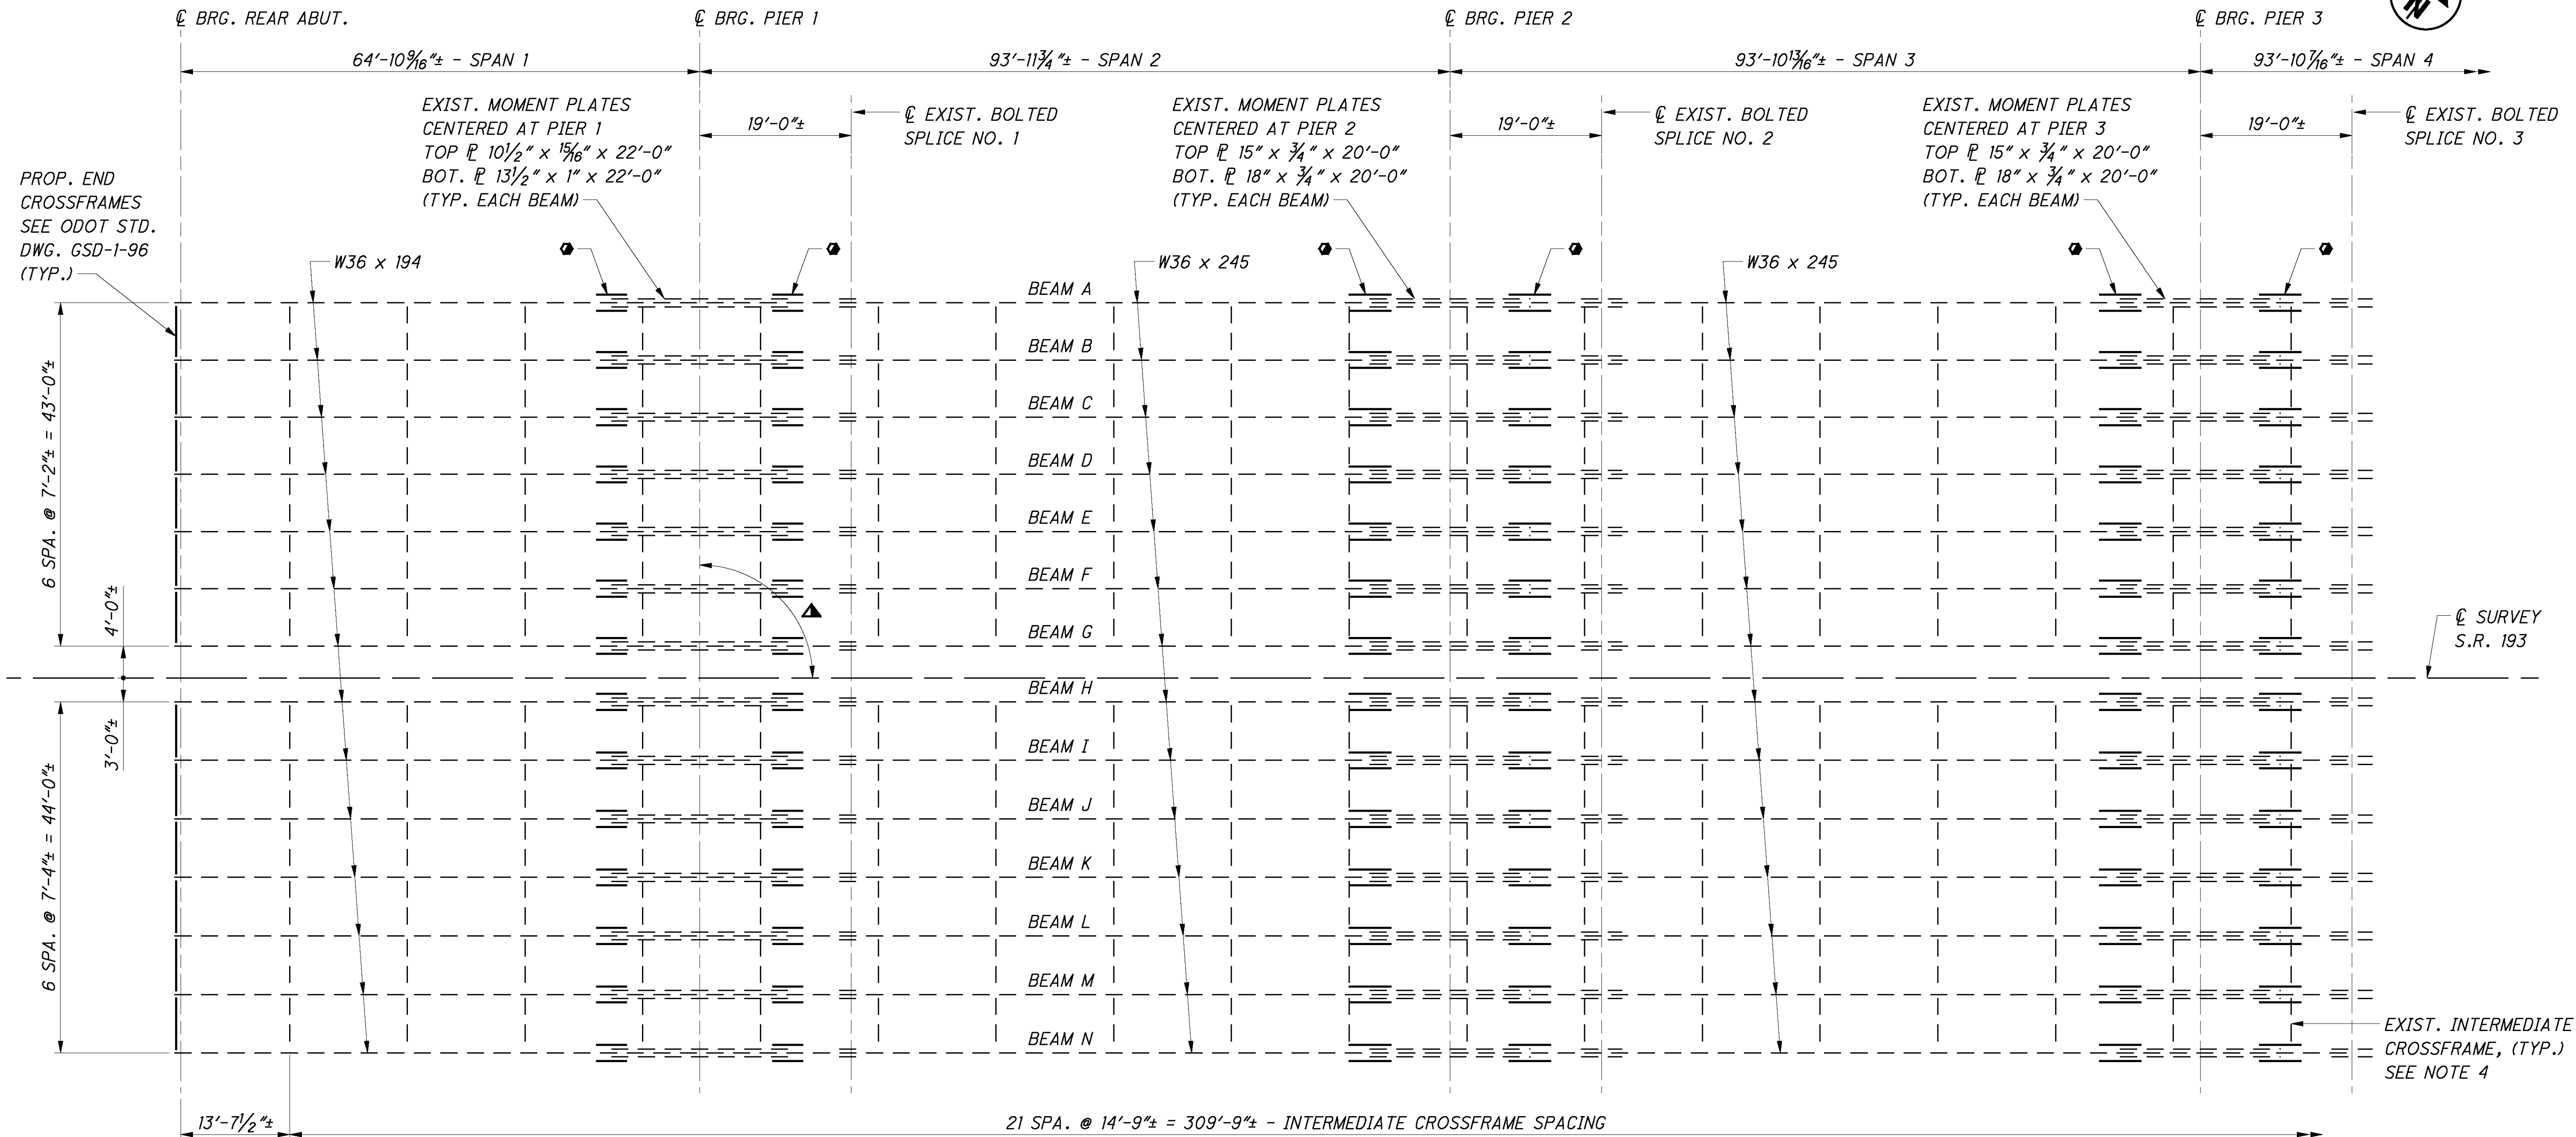 ℄ BRG. REAR ABUT.
℄ BRG. PIER 1
℄ BRG. PIER 2
℄ BRG. PIER 3
N
64'-10 9/16"± - SPAN 1
93'-11 3/4"± - SPAN 2
93'-10 13/16"± - SPAN 3
93'-10 7/16"± - SPAN 4
EXIST. MOMENT PLATES
CENTERED AT PIER 1
TOP ℄ 10 1/2" x 15/16" x 22'-0"
BOT. ℄ 13 1/2" x 1" x 22'-0"
(TYP. EACH BEAM)
19'-0"±
℄ EXIST. BOLTED
SPLICE NO. 1
EXIST. MOMENT PLATES
CENTERED AT PIER 2
TOP ℄ 15" x 3/4" x 20'-0"
BOT. ℄ 18" x 3/4" x 20'-0"
(TYP. EACH BEAM)
19'-0"±
℄ EXIST. BOLTED
SPLICE NO. 2
EXIST. MOMENT PLATES
CENTERED AT PIER 3
TOP ℄ 15" x 3/4" x 20'-0"
BOT. ℄ 18" x 3/4" x 20'-0"
(TYP. EACH BEAM)
19'-0"±
℄ EXIST. BOLTED
SPLICE NO. 3
PROP. END
CROSSFRAMES
SEE ODOT STD.
DWG. GSD-1-96
(TYP.)
W36 x 194
W36 x 245
W36 x 245
BEAM A
BEAM B
BEAM C
BEAM D
BEAM E
BEAM F
BEAM G
BEAM H
BEAM I
BEAM J
BEAM K
BEAM L
BEAM M
BEAM N
6 SPA. @ 7'-2"± = 43'-0"±
4'-0"±
3'-0"±
6 SPA. @ 7'-4"± = 44'-0"±
℄ SURVEY
S.R. 193
EXIST. INTERMEDIATE
CROSSFRAME, (TYP.)
SEE NOTE 4
13'-7 1/2"±
21 SPA. @ 14'-9"± = 309'-9"± - INTERMEDIATE CROSSFRAME SPACING